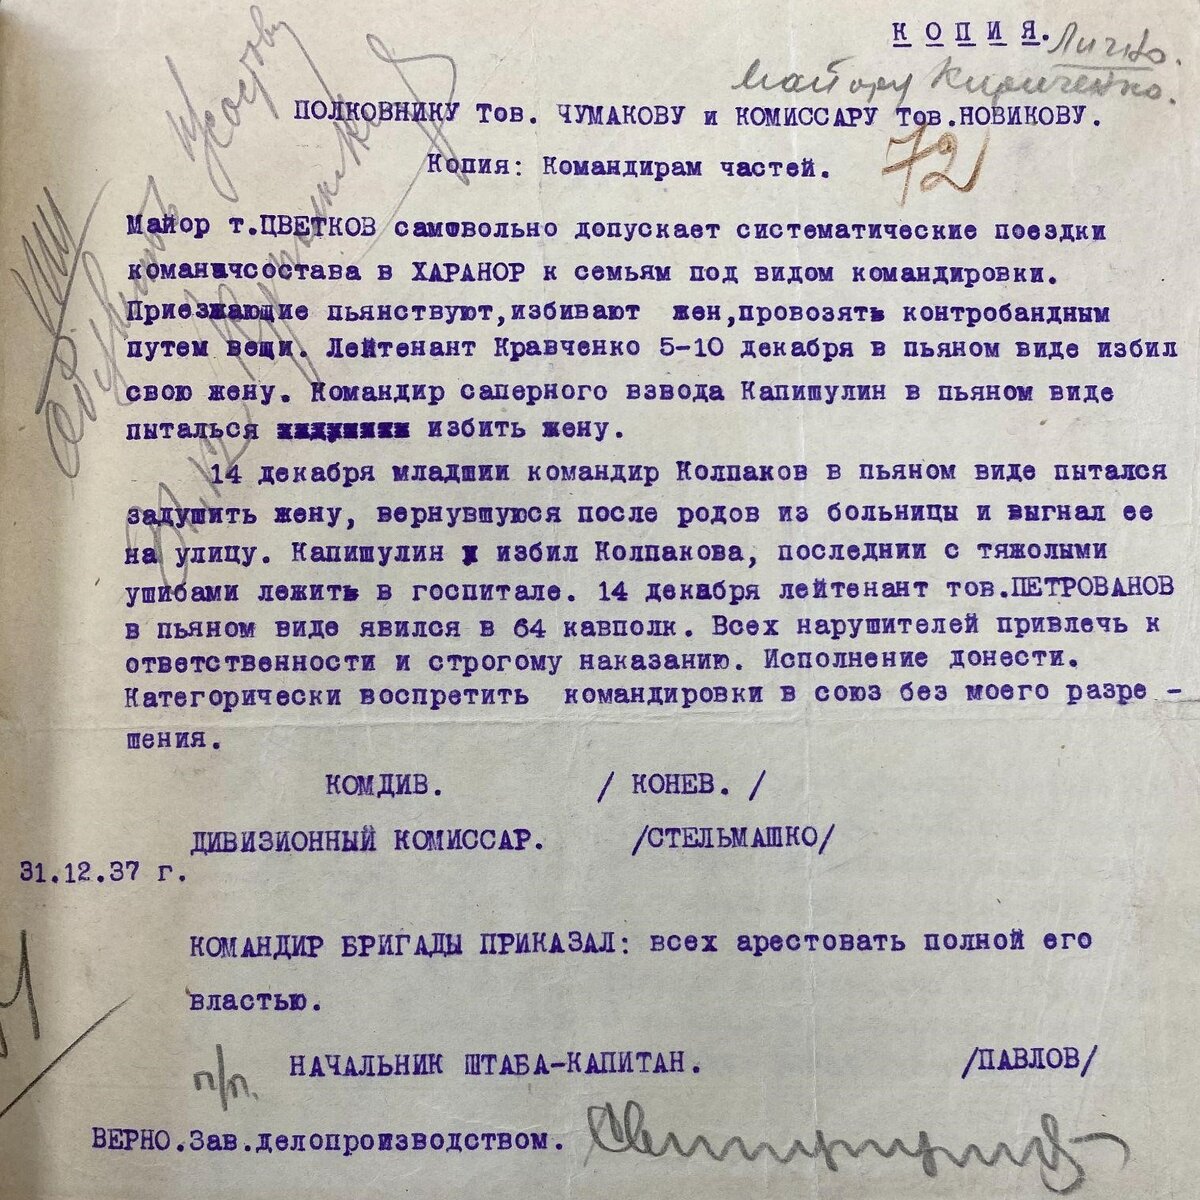 КОПИЯ. Лично.
Майору Кириченко.
ПОЛКОВНИКУ Тов. ЧУМАКОВУ и КОМИССАРУ Тов.НОВИКОВУ.
Копия: Командирам частей. 72
Майор т.ЦВЕТКОВ самовольно допускает систематические поездки
команчсостава в ХАРАНОР к семьям под видом командировки.
Приезжающие пьянствуют,избивают жен,провозять контробандным
путем вещи. Лейтенант Кравченко 5-10 декабря в пьяном виде избил
свою жену. Командир саперного взвода Капишулин в пьяном виде
пыталься избить жену.
14 декабря младшии командир Колпаков в пьяном виде пытался
задушить жену, вернувшуюся после родов из больницы и выгнал ее
на улицу. Капишулин избил Колпакова, последнии с тяжолыми
ушибами лежить в госпитале. 14 декабря лейтенант тов.ПЕТРОВАНОВ
в пьяном виде явился в 64 кавполк. Всех нарушителей привлечь к
ответственности и строгому наказанию. Исполнение донести.
Категорически воспретить командировки в союз без моего разре -
шения.
КОМДИВ. / КОНЕВ. /
ДИВИЗИОННЫЙ КОМИССАР. /СТЕЛЬМАШКО/
31.12.37 г.
КОМАНДИР БРИГАДЫ ПРИКАЗАЛ: всех арестовать полной его
властью.
п/п. НАЧАЛЬНИК ШТАБА-КАПИТАН. /ПАВЛОВ/
ВЕРНО.Зав.делопроизводством.